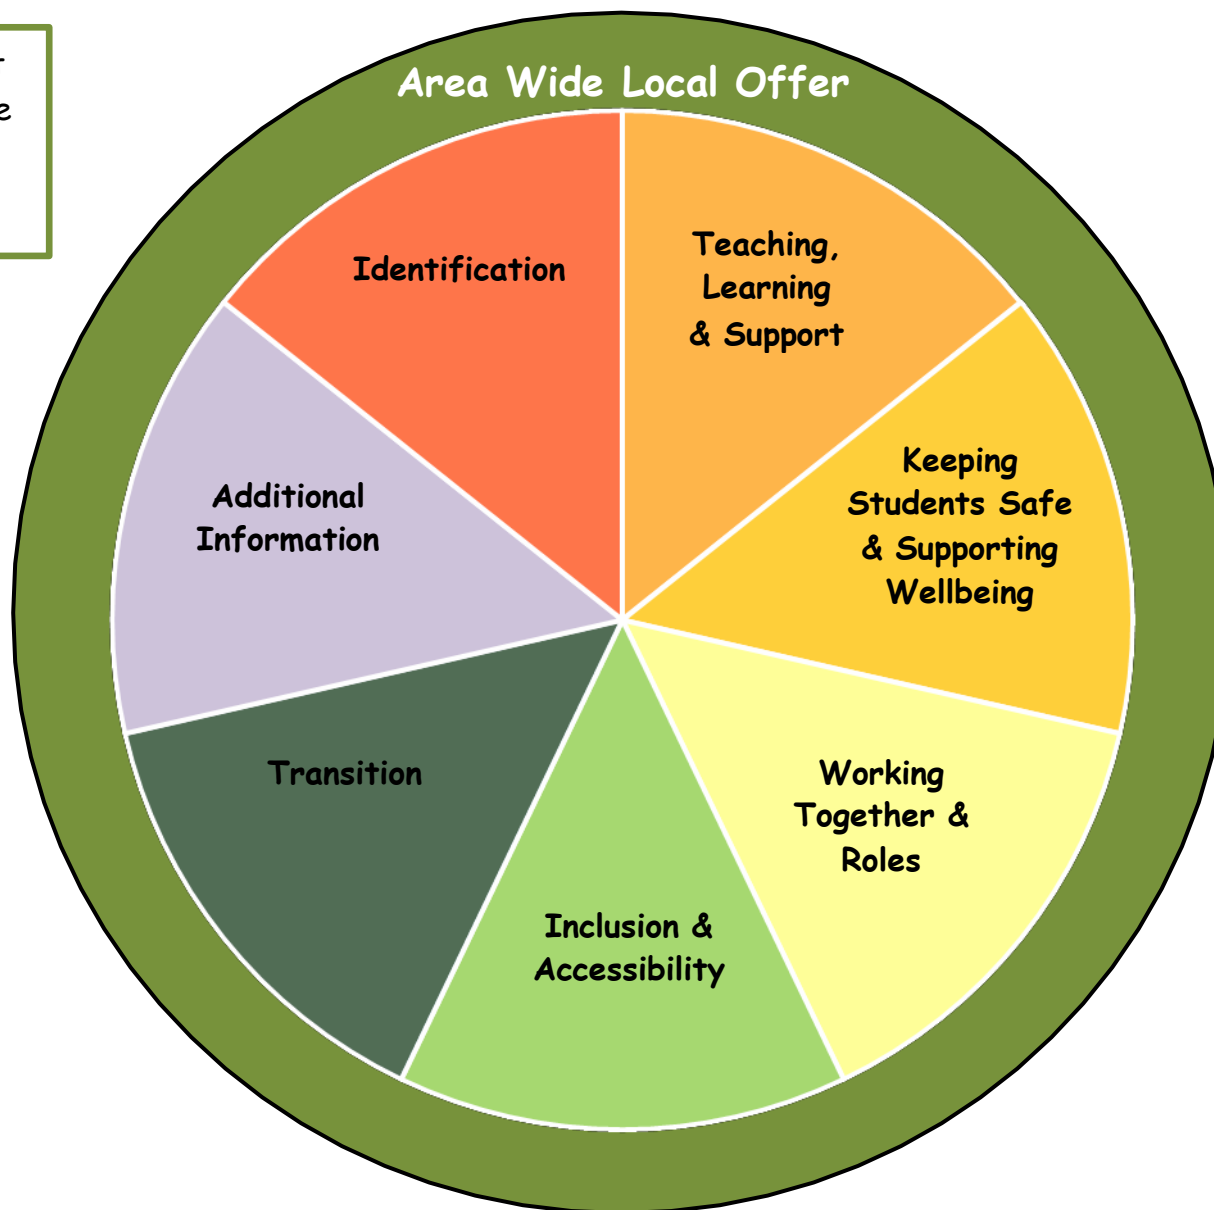 Area Wide Local Offer
Identification
Teaching,
Learning
& Support
Keeping
Students Safe
& Supporting
Wellbeing
Additional
Information
Transition
Working
Together &
Roles
Inclusion &
Accessibility